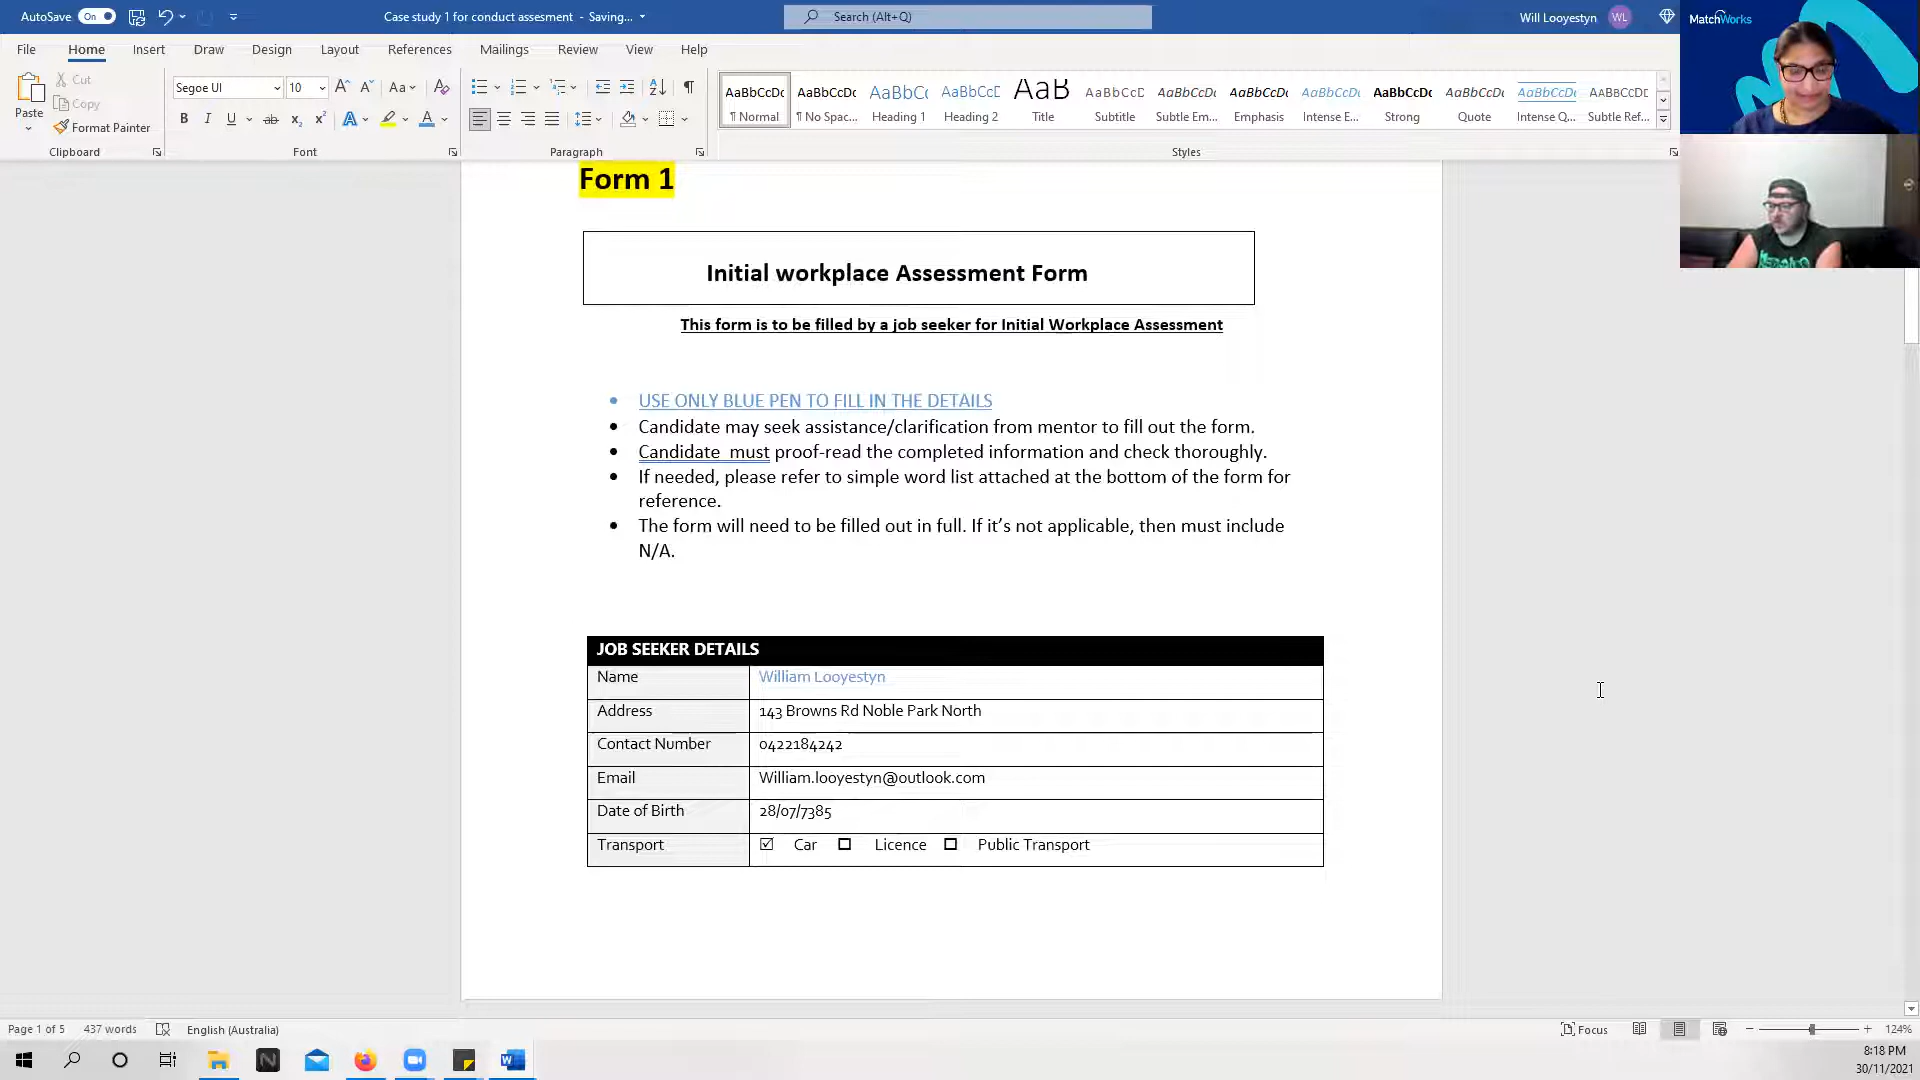 AutoSave On Case study 1 for conduct assesment - Saving... Search (Alt+Q) Will Looyestyn WL MatchWorks
File Home Insert Draw Design Layout References Mailings Review View Help
Cut
Copy
Paste Format Painter
Segoe UI 10
AaBbCcDc AaBbCcDc AaBbC AaBbCcD AaB AaBbCcD AaBbCcDc AaBbCcDc AaBbCcDc AaBbCcDc AaBbCcDc AaBbCcDc AaBbCcDc
¶ Normal ¶ No Spac... Heading 1 Heading 2 Title Subtitle Subtle Em... Emphasis Intense E... Strong Quote Intense Q... Subtle Ref...
Clipboard Font Paragraph Styles
Form 1
Initial workplace Assessment Form
This form is to be filled by a job seeker for Initial Workplace Assessment
• USE ONLY BLUE PEN TO FILL IN THE DETAILS
• Candidate may seek assistance/clarification from mentor to fill out the form.
• Candidate must proof-read the completed information and check thoroughly.
• If needed, please refer to simple word list attached at the bottom of the form for
reference.
• The form will need to be filled out in full. If it’s not applicable, then must include
N/A.
JOB SEEKER DETAILS
Name William Looyestyn
Address 143 Browns Rd Noble Park North
Contact Number 0422184242
Email William.looyestyn@outlook.com
Date of Birth 28/07/7385
Transport ☑ Car ☐ Licence ☐ Public Transport
Page 1 of 5 437 words English (Australia) Focus 124%
8:18 PM
30/11/2021